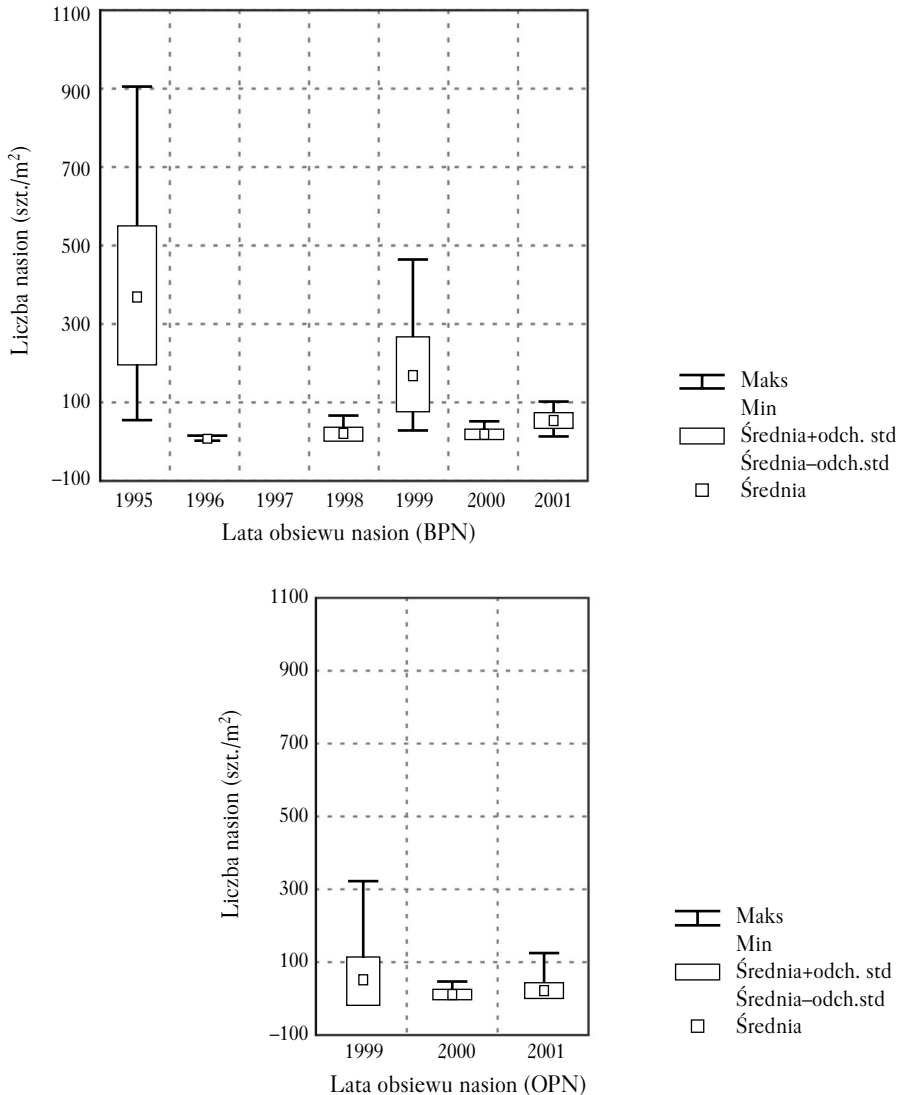 1100
900
700
500
300
100
–100
Liczba nasion (szt./m²)
1995 1996 1997 1998 1999 2000 2001
Lata obsiewu nasion (BPN)
Maks
Min
Średnia+odch. std
Średnia–odch.std
Średnia
1100
900
700
500
300
100
–100
Liczba nasion (szt./m²)
1999 2000 2001
Lata obsiewu nasion (OPN)
Maks
Min
Średnia+odch. std
Średnia–odch.std
Średnia